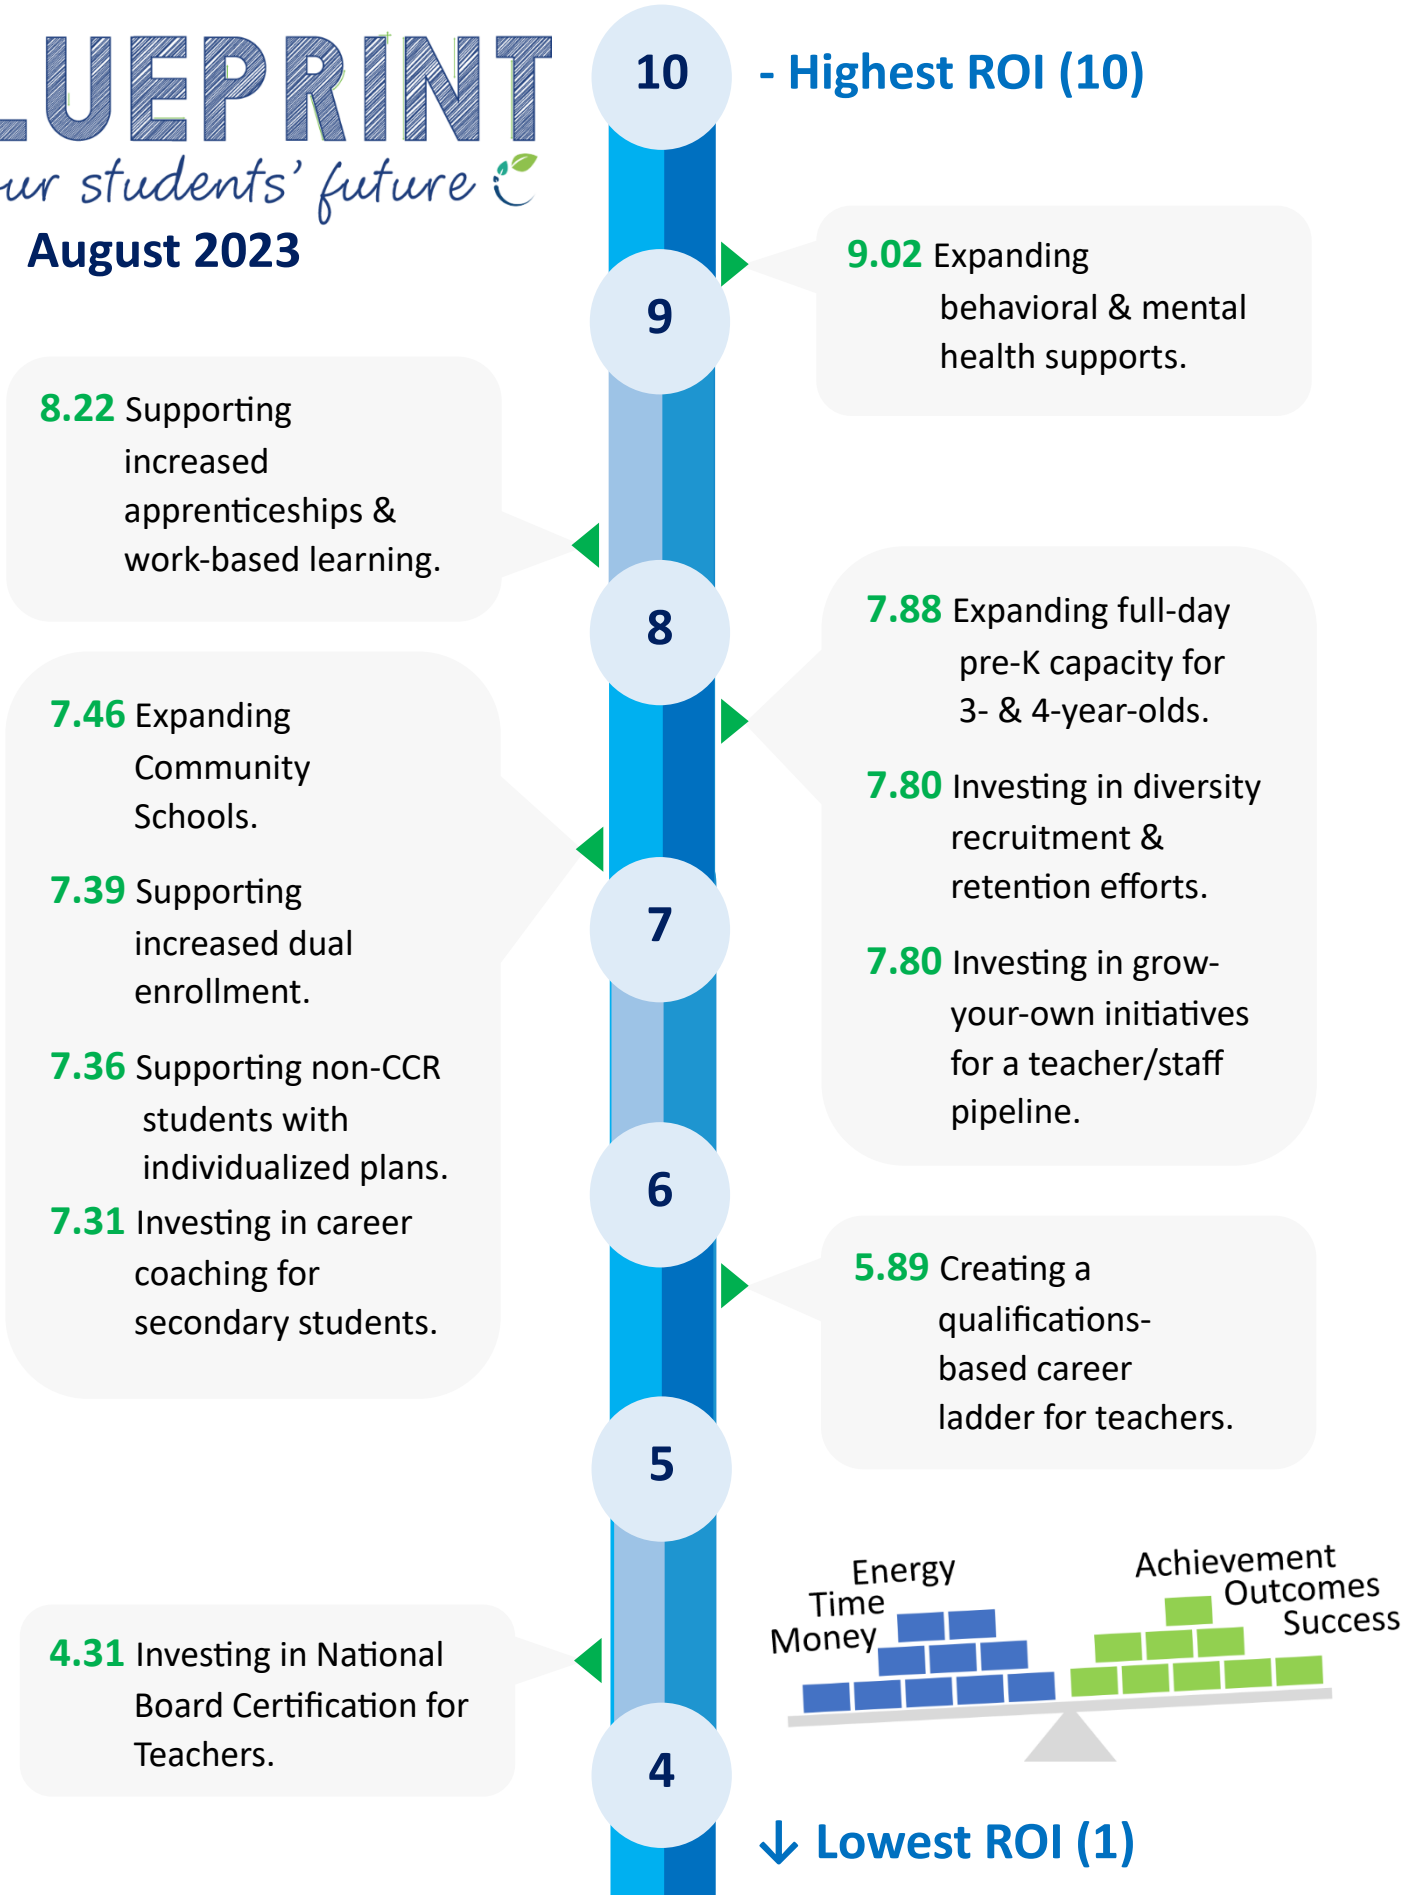 LUEPRINT
ur students' future
August 2023
10
- Highest ROI (10)
9.02 Expanding
behavioral & mental
health supports.
9
8.22 Supporting
increased
apprenticeships &
work-based learning.
8
7.88 Expanding full-day
pre-K capacity for
3- & 4-year-olds.
7.80 Investing in diversity
recruitment &
retention efforts.
7.80 Investing in grow-
your-own initiatives
for a teacher/staff
pipeline.
7.46 Expanding
Community
Schools.
7.39 Supporting
increased dual
enrollment.
7.36 Supporting non-CCR
students with
individualized plans.
7.31 Investing in career
coaching for
secondary students.
7
6
5.89 Creating a
qualifications-
based career
ladder for teachers.
5
Energy
Time
Money
Achievement
Outcomes
Success
4.31 Investing in National
Board Certification for
Teachers.
4
↓ Lowest ROI (1)